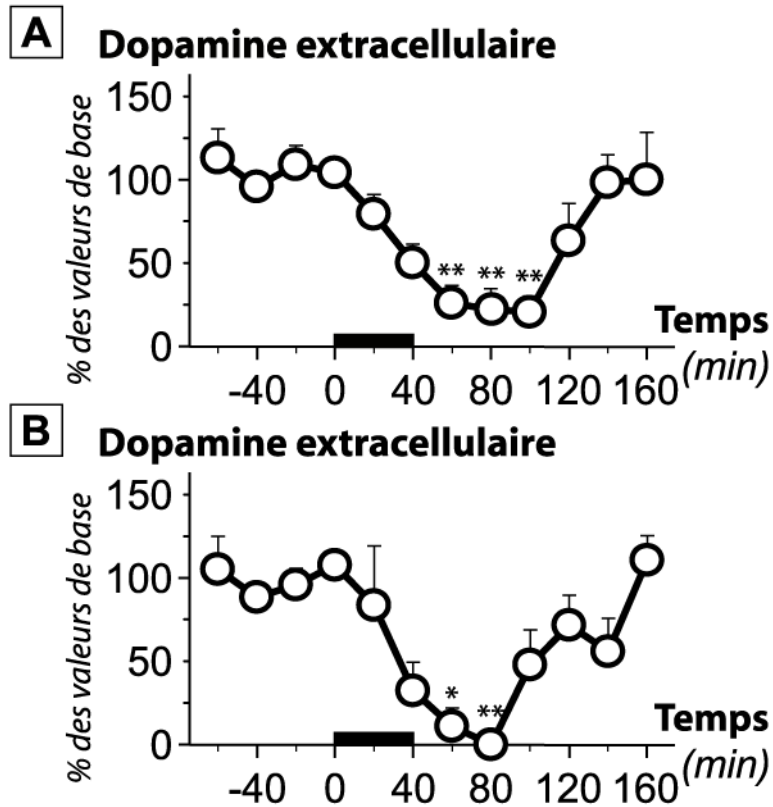 A Dopamine extracellulaire
% des valeurs de base
150
100
50
0
** ** **
Temps
(min)
-40 0 40 80 120 160
B Dopamine extracellulaire
% des valeurs de base
150
100
50
0
* **
Temps
(min)
-40 0 40 80 120 160